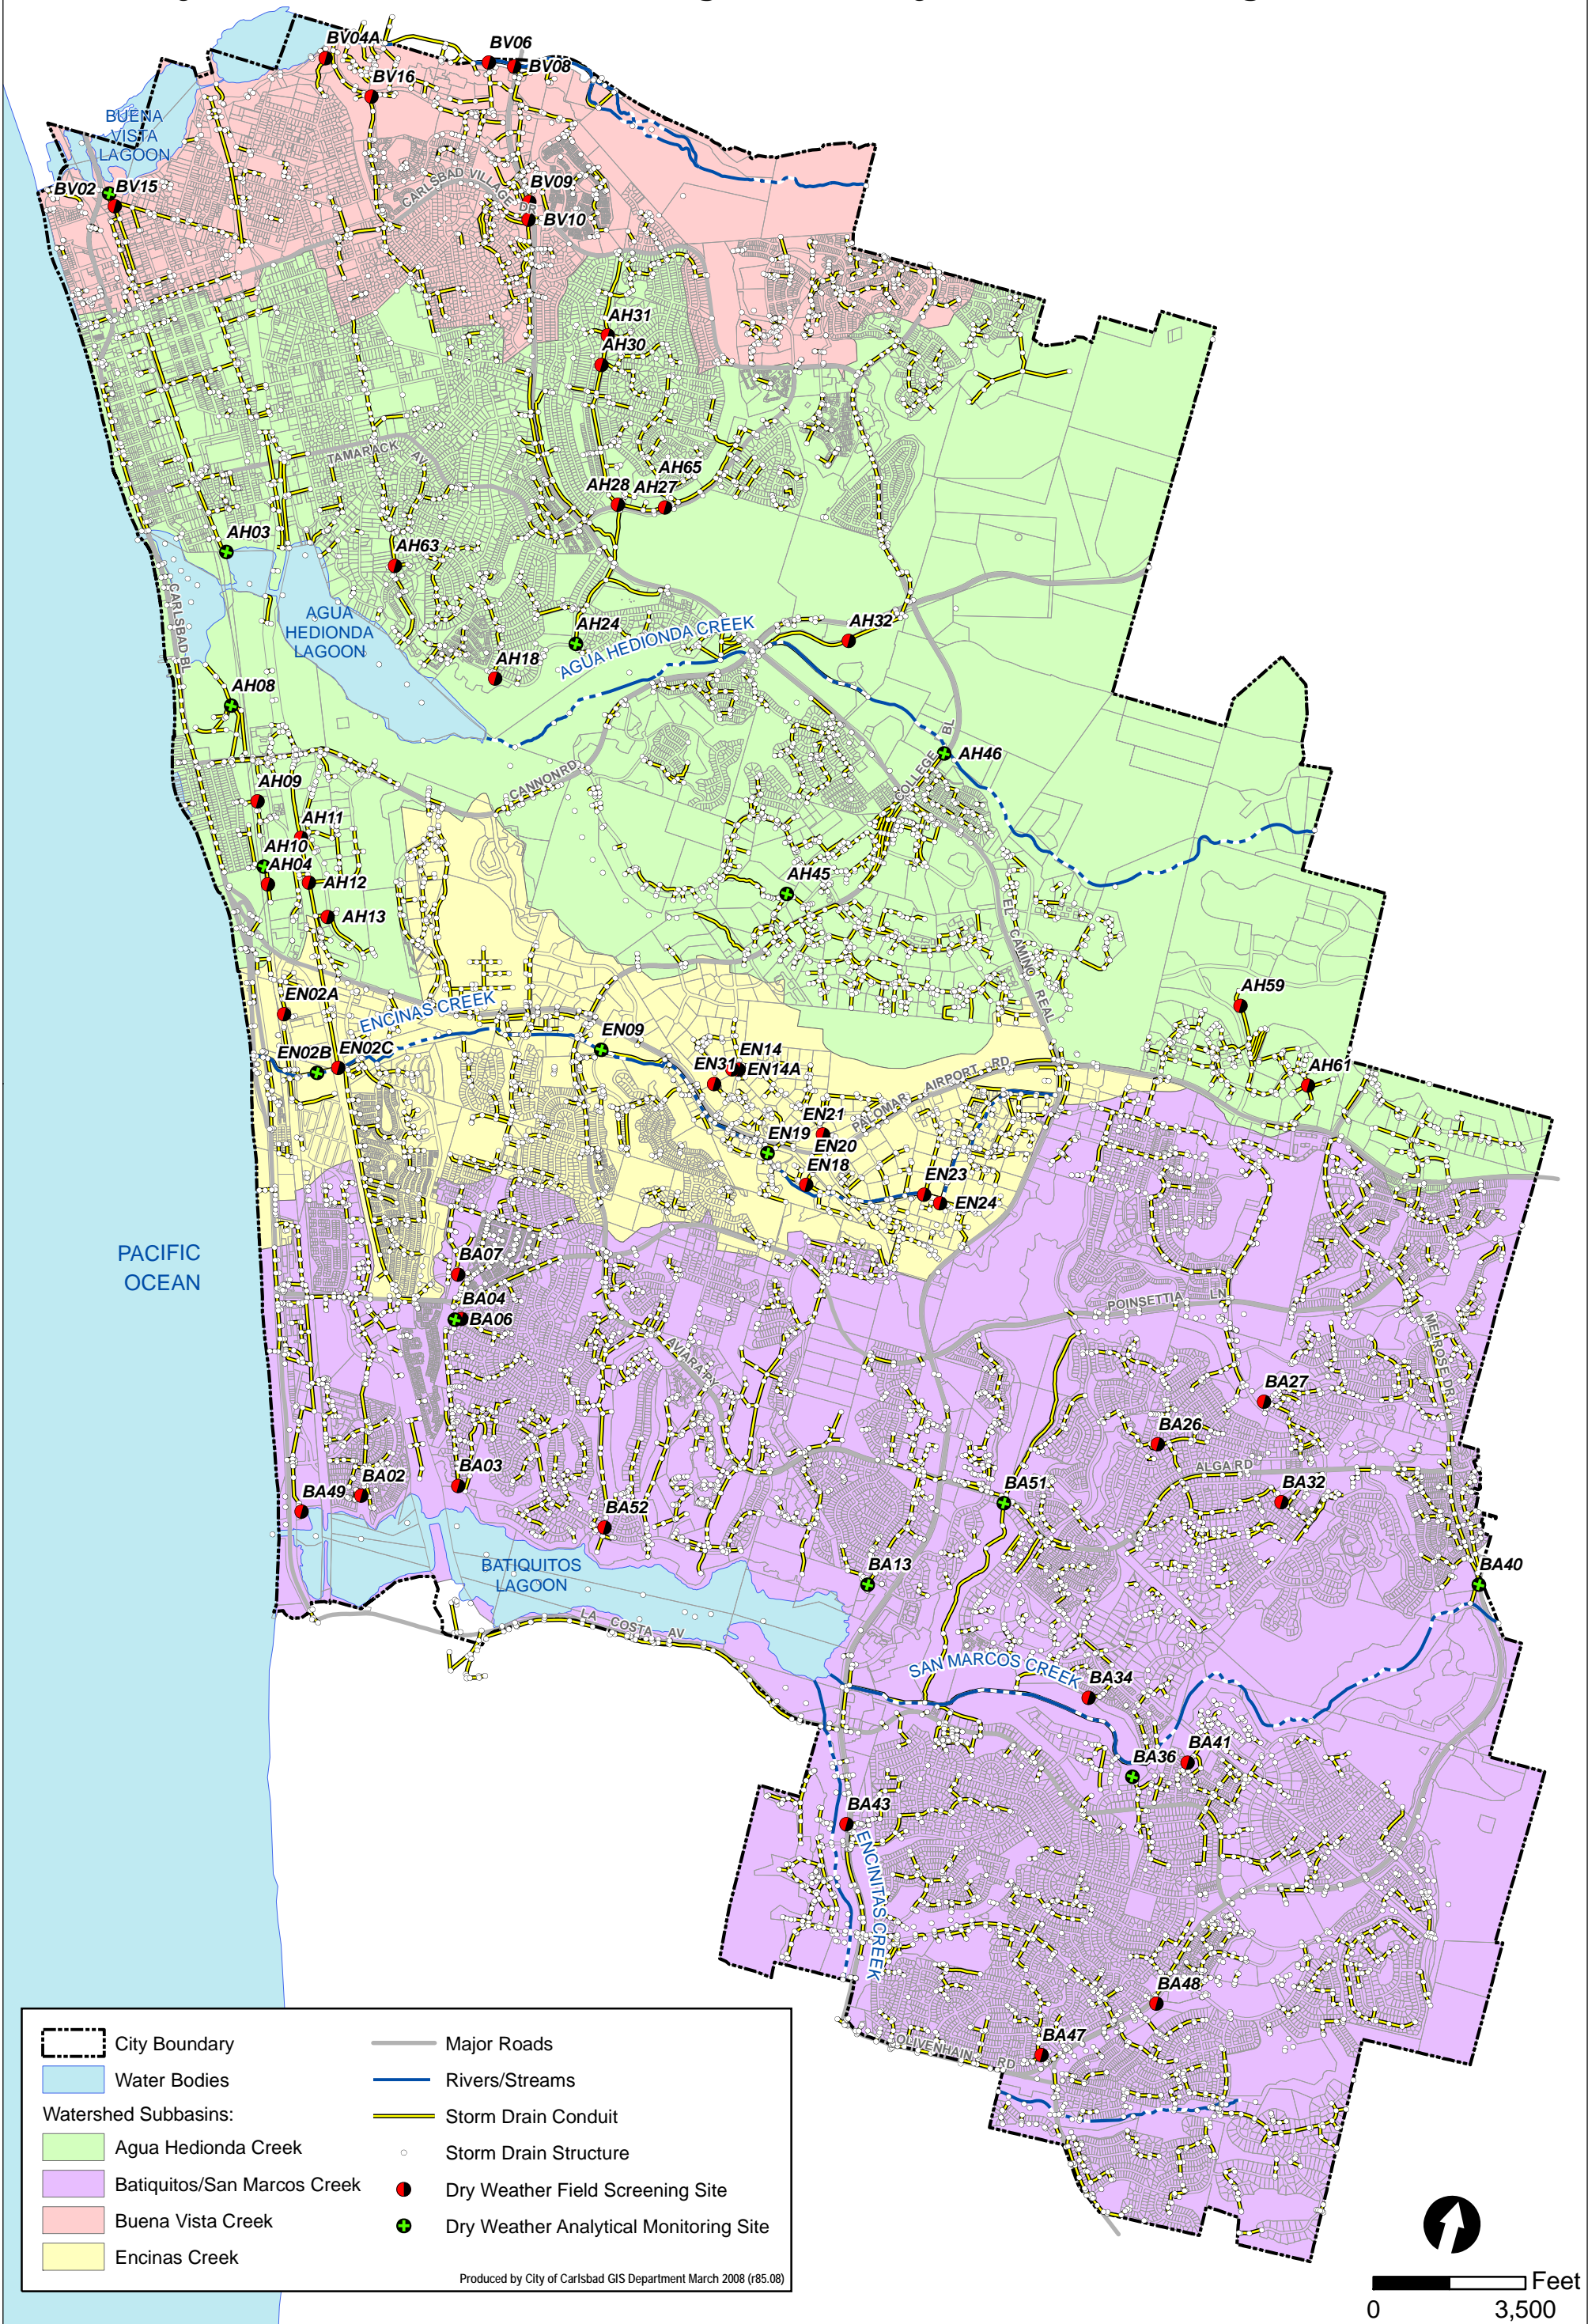 BV04A
BV06
BV08
BV16
BUENA
VISTA
LAGOON
BV02
BV15
CARLSBAD VILLAGE DR
BV09
BV10
AH31
AH30
TAMARACK AV
AH65
AH28
AH27
AH03
AH63
CARLSBAD BL
AGUA
HEDIONDA
LAGOON
AH24
AGUA HEDIONDA CREEK
AH32
AH18
AH08
COLLEGE BL
AH46
CANNON RD
AH09
AH11
AH10
AH04
AH12
AH45
AH13
EL CAMINO REAL
EN02A
ENCINAS CREEK
AH59
EN09
EN02B
EN02C
EN14
EN31
EN14A
PALOMAR AIRPORT RD
AH61
EN21
EN19
EN20
EN18
EN23
EN24
PACIFIC
OCEAN
BA07
BA04
BA06
POINSETTIA LN
MELROSE DR
AVIARA PY
BA27
BA26
ALGA RD
BA03
BA02
BA49
BA52
BA51
BA32
BATIQUITOS
LAGOON
BA13
BA40
LA COSTA AV
SAN MARCOS CREEK
BA34
BA41
BA36
BA43
ENCINITAS CREEK
BA48
BA47
OLIVENHAIN RD
City Boundary
Water Bodies
Watershed Subbasins:
Agua Hedionda Creek
Batiquitos/San Marcos Creek
Buena Vista Creek
Encinas Creek
Major Roads
Rivers/Streams
Storm Drain Conduit
Storm Drain Structure
Dry Weather Field Screening Site
Dry Weather Analytical Monitoring Site
Produced by City of Carlsbad GIS Department March 2008 (r85.08)
Feet
0 3,500